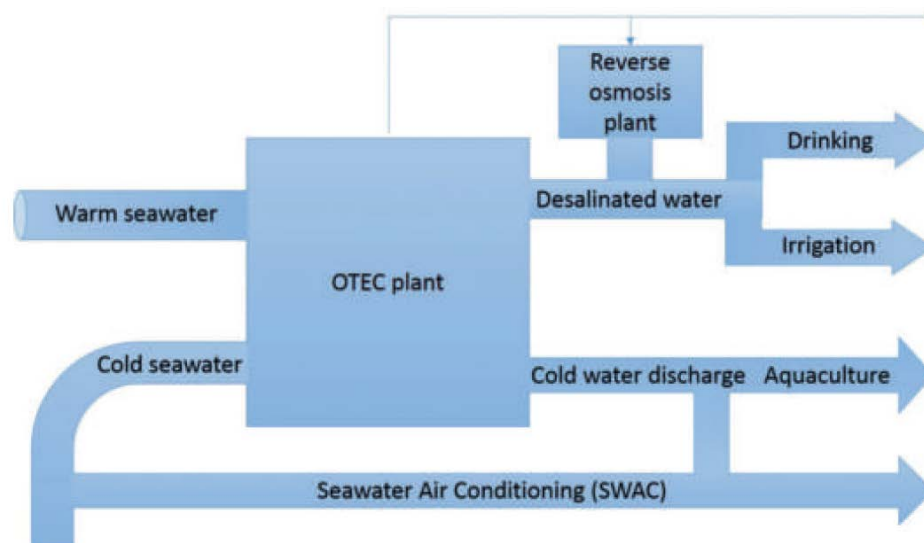 Reverse
osmosis
plant
Drinking
Warm seawater
Desalinated water
Irrigation
OTEC plant
Cold seawater
Cold water discharge
Aquaculture
Seawater Air Conditioning (SWAC)